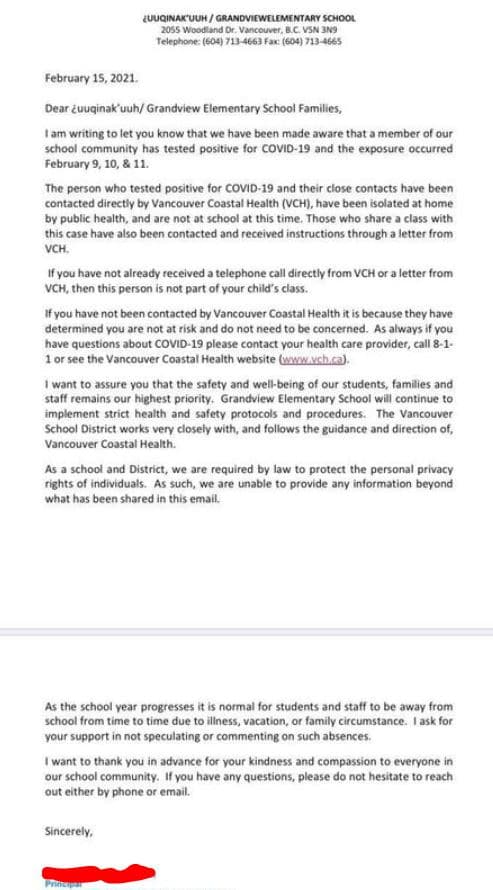 ¿UUQINAK'UUH / GRANDVIEWELEMENTARY SCHOOL
2055 Woodland Dr. Vancouver, B.C. V5N 3N9
Telephone: (604) 713-4663 Fax: (604) 713-4665
February 15, 2021.
Dear ¿uuqinak'uuh/ Grandview Elementary School Families,
I am writing to let you know that we have been made aware that a member of our
school community has tested positive for COVID-19 and the exposure occurred
February 9, 10, & 11.
The person who tested positive for COVID-19 and their close contacts have been
contacted directly by Vancouver Coastal Health (VCH), have been isolated at home
by public health, and are not at school at this time. Those who share a class with
this case have also been contacted and received instructions through a letter from
VCH.
If you have not already received a telephone call directly from VCH or a letter from
VCH, then this person is not part of your child's class.
If you have not been contacted by Vancouver Coastal Health it is because they have
determined you are not at risk and do not need to be concerned. As always if you
have questions about COVID-19 please contact your health care provider, call 8-1-
1 or see the Vancouver Coastal Health website (www.vch.ca).
I want to assure you that the safety and well-being of our students, families and
staff remains our highest priority. Grandview Elementary School will continue to
implement strict health and safety protocols and procedures. The Vancouver
School District works very closely with, and follows the guidance and direction of,
Vancouver Coastal Health.
As a school and District, we are required by law to protect the personal privacy
rights of individuals. As such, we are unable to provide any information beyond
what has been shared in this email.
As the school year progresses it is normal for students and staff to be away from
school from time to time due to illness, vacation, or family circumstance. I ask for
your support in not speculating or commenting on such absences.
I want to thank you in advance for your kindness and compassion to everyone in
our school community. If you have any questions, please do not hesitate to reach
out either by phone or email.
Sincerely,
Principal